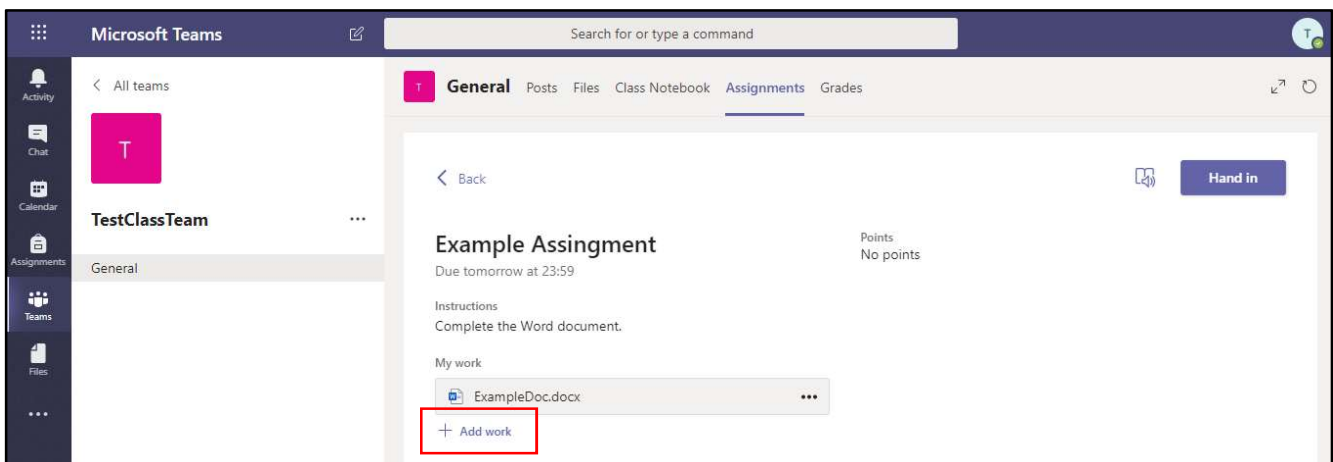 Microsoft Teams
Search for or type a command
T
Activity
Chat
Calendar
Assignments
Teams
Files
All teams
T
TestClassTeam
General
T General Posts Files Class Notebook Assignments Grades
Back
Hand in
Example Assingment
Due tomorrow at 23:59
Points
No points
Instructions
Complete the Word document.
My work
ExampleDoc.docx
+ Add work